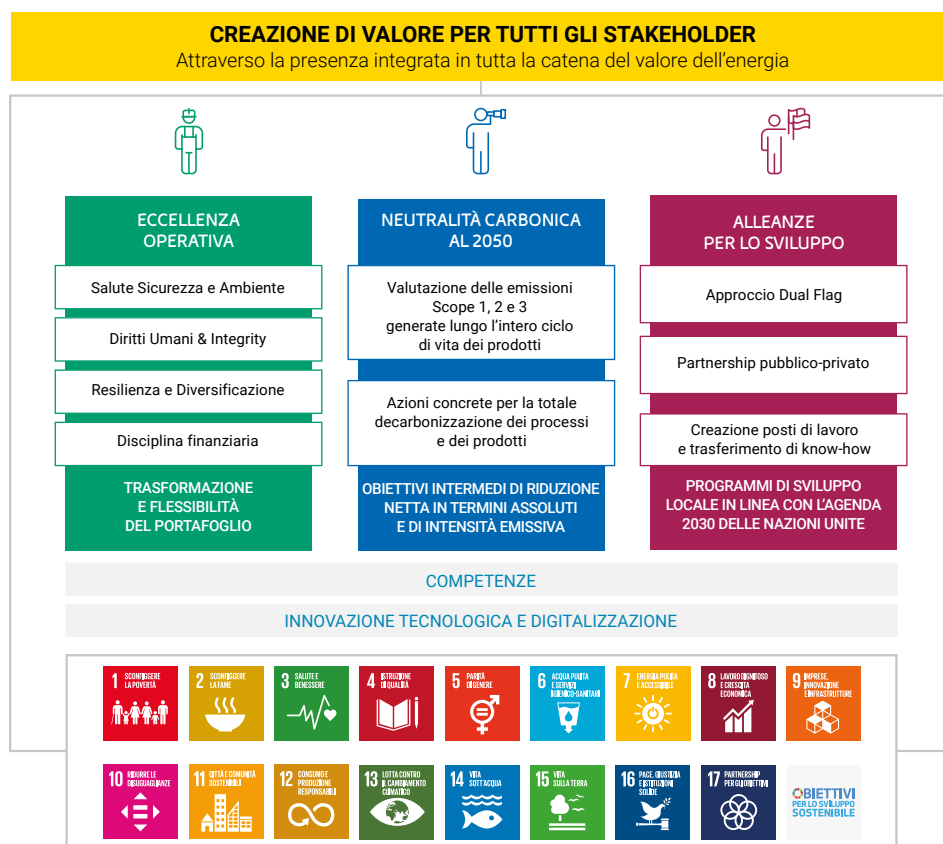 CREAZIONE DI VALORE PER TUTTI GLI STAKEHOLDER
Attraverso la presenza integrata in tutta la catena del valore dell'energia
ECCELLENZA
OPERATIVA
Salute Sicurezza e Ambiente
Diritti Umani & Integrity
Resilienza e Diversificazione
Disciplina finanziaria
TRASFORMAZIONE
E FLESSIBILITÀ
DEL PORTAFOGLIO
NEUTRALITÀ CARBONICA
AL 2050
Valutazione delle emissioni
Scope 1, 2 e 3
generate lungo l'intero ciclo
di vita dei prodotti
Azioni concrete per la totale
decarbonizzazione dei processi
e dei prodotti
OBIETTIVI INTERMEDI DI RIDUZIONE
NETTA IN TERMINI ASSOLUTI
E DI INTENSITÀ EMISSIVA
ALLEANZE
PER LO SVILUPPO
Approccio Dual Flag
Partnership pubblico-privato
Creazione posti di lavoro
e trasferimento di know-how
PROGRAMMI DI SVILUPPO
LOCALE IN LINEA CON L'AGENDA
2030 DELLE NAZIONI UNITE
COMPETENZE
INNOVAZIONE TECNOLOGICA E DIGITALIZZAZIONE
1 SCONFIGGERE
LA POVERTÀ
2 SCONFIGGERE
LA FAME
3 SALUTE E
BENESSERE
4 ISTRUZIONE
DI QUALITÀ
5 PARITÀ
DI GENERE
6 ACQUA PULITA
E SERVIZI
IGIENICO-SANITARI
7 ENERGIA PULITA
E ACCESSIBILE
8 LAVORO DIGNITOSO
E CRESCITA
ECONOMICA
9 IMPRESE,
INNOVAZIONE
E INFRASTRUTTURE
10 RIDURRE LE
DISUGUAGLIANZE
11 CITTÀ E COMUNITÀ
SOSTENIBILI
12 CONSUMO E
PRODUZIONE
RESPONSABILI
13 LOTTA CONTRO
IL CAMBIAMENTO
CLIMATICO
14 VITA
SOTT'ACQUA
15 VITA
SULLA TERRA
16 PACE, GIUSTIZIA
E ISTITUZIONI
SOLIDE
17 PARTNERSHIP
PER GLI OBIETTIVI
OBIETTIVI
PER LO SVILUPPO
SOSTENIBILE